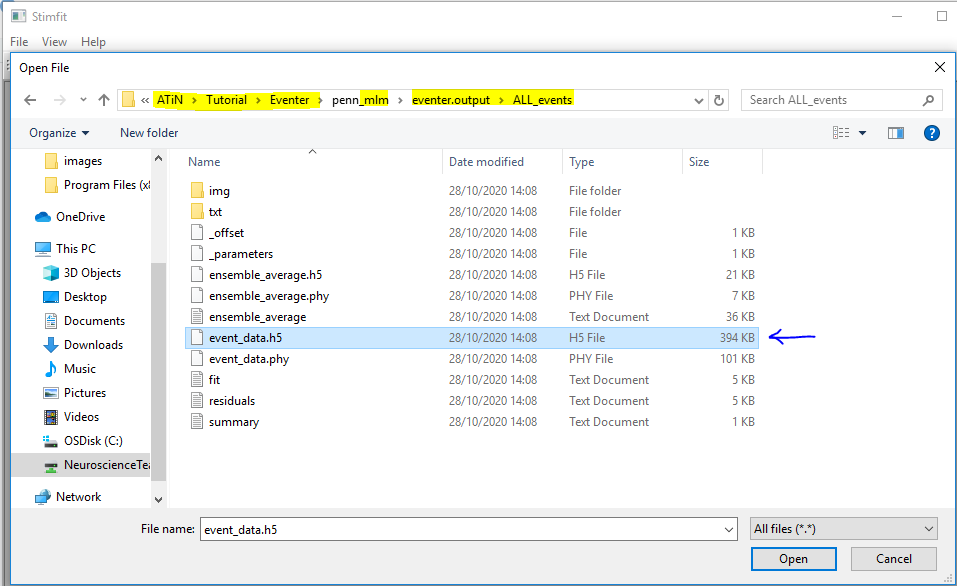 Stimfit
File View Help
Open File
« ATiN > Tutorial > Eventer > penn_mlm > eventer.output > ALL_events
Search ALL_events
Organize New folder
Name Date modified Type Size
images
Program Files (x8
OneDrive
This PC
3D Objects
Desktop
Documents
Downloads
Music
Pictures
Videos
OSDisk (C:)
NeuroscienceTea
Network
img 28/10/2020 14:08 File folder
txt 28/10/2020 14:08 File folder
_offset 28/10/2020 14:08 File 1 KB
_parameters 28/10/2020 14:08 File 1 KB
ensemble_average.h5 28/10/2020 14:08 H5 File 21 KB
ensemble_average.phy 28/10/2020 14:08 PHY File 7 KB
ensemble_average 28/10/2020 14:08 Text Document 36 KB
event_data.h5 28/10/2020 14:08 H5 File 394 KB
event_data.phy 28/10/2020 14:08 PHY File 101 KB
fit 28/10/2020 14:08 Text Document 5 KB
residuals 28/10/2020 14:08 Text Document 5 KB
summary 28/10/2020 14:08 Text Document 1 KB
File name: event_data.h5 All files (*.*)
Open Cancel